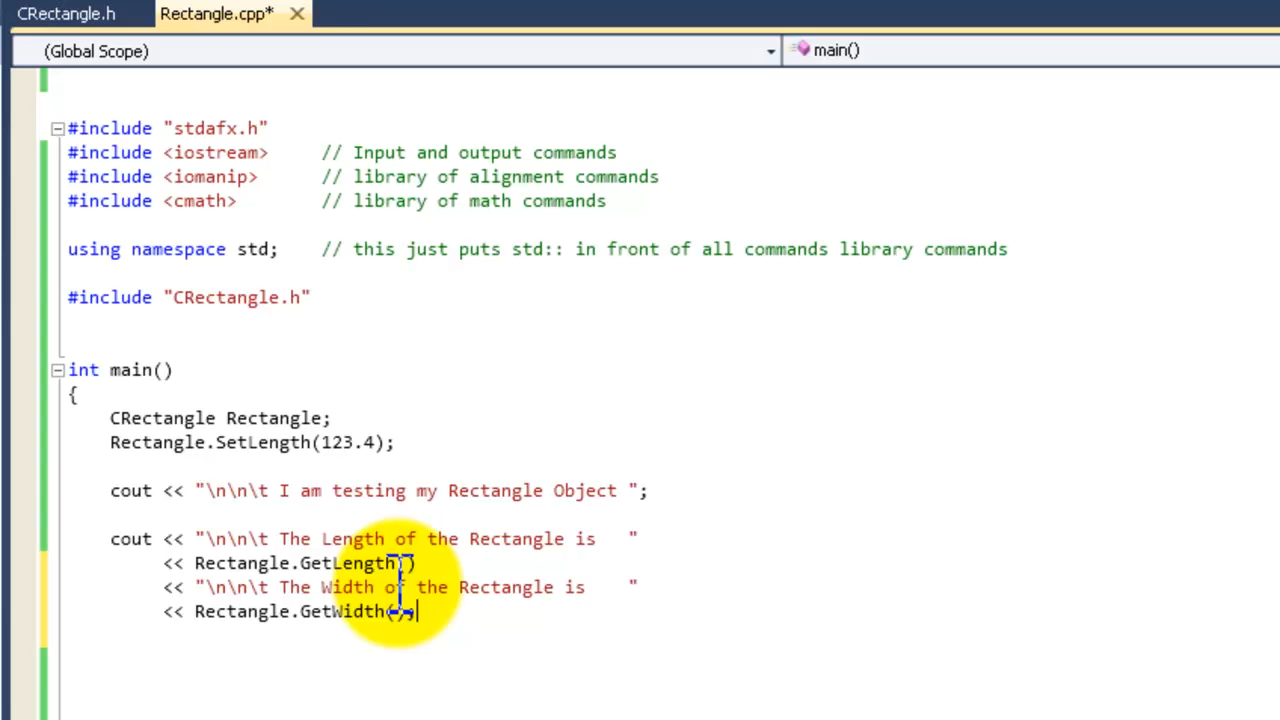 CRectangle.h Rectangle.cpp*
(Global Scope) main()
#include "stdafx.h"
#include <iostream> // Input and output commands
#include <iomanip> // library of alignment commands
#include <cmath> // library of math commands
using namespace std; // this just puts std:: in front of all commands library commands
#include "CRectangle.h"
int main()
{
CRectangle Rectangle;
Rectangle.SetLength(123.4);
cout << "\n\n\t I am testing my Rectangle Object ";
cout << "\n\n\t The Length of the Rectangle is "
<< Rectangle.GetLength()
<< "\n\n\t The Width of the Rectangle is "
<< Rectangle.GetWidth();